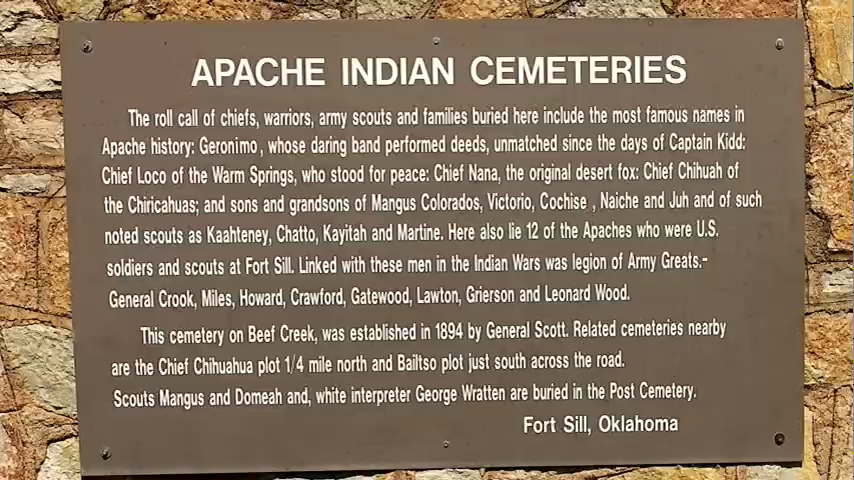 APACHE INDIAN CEMETERIES
The roll call of chiefs, warriors, army scouts and families buried here include the most famous names in
Apache history: Geronimo, whose daring band performed deeds, unmatched since the days of Captain Kidd:
Chief Loco of the Warm Springs, who stood for peace: Chief Nana, the original desert fox: Chief Chihuah of
the Chiricahuas; and sons and grandsons of Mangus Colorados, Victorio, Cochise , Naiche and Juh and of such
noted scouts as Kaahteney, Chatto, Kayitah and Martine. Here also lie 12 of the Apaches who were U.S.
soldiers and scouts at Fort Sill. Linked with these men in the Indian Wars was legion of Army Greats.-
General Crook, Miles, Howard, Crawford, Gatewood, Lawton, Grierson and Leonard Wood.
This cemetery on Beef Creek, was established in 1894 by General Scott. Related cemeteries nearby
are the Chief Chihuahua plot 1/4 mile north and Bailtso plot just south across the road.
Scouts Mangus and Domeah and, white interpreter George Wratten are buried in the Post Cemetery.
Fort Sill, Oklahoma